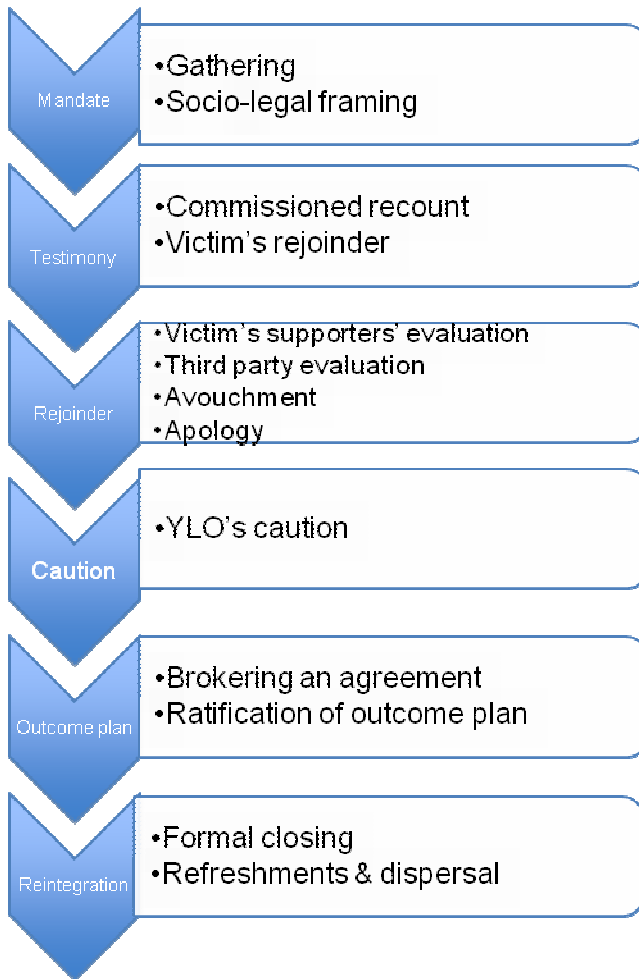 Mandate
•Gathering
•Socio-legal framing
Testimony
•Commissioned recount
•Victim's rejoinder
Rejoinder
•Victim's supporters' evaluation
•Third party evaluation
•Avouchment
•Apology
Caution
•YLO's caution
Outcome plan
•Brokering an agreement
•Ratification of outcome plan
Reintegration
•Formal closing
•Refreshments & dispersal